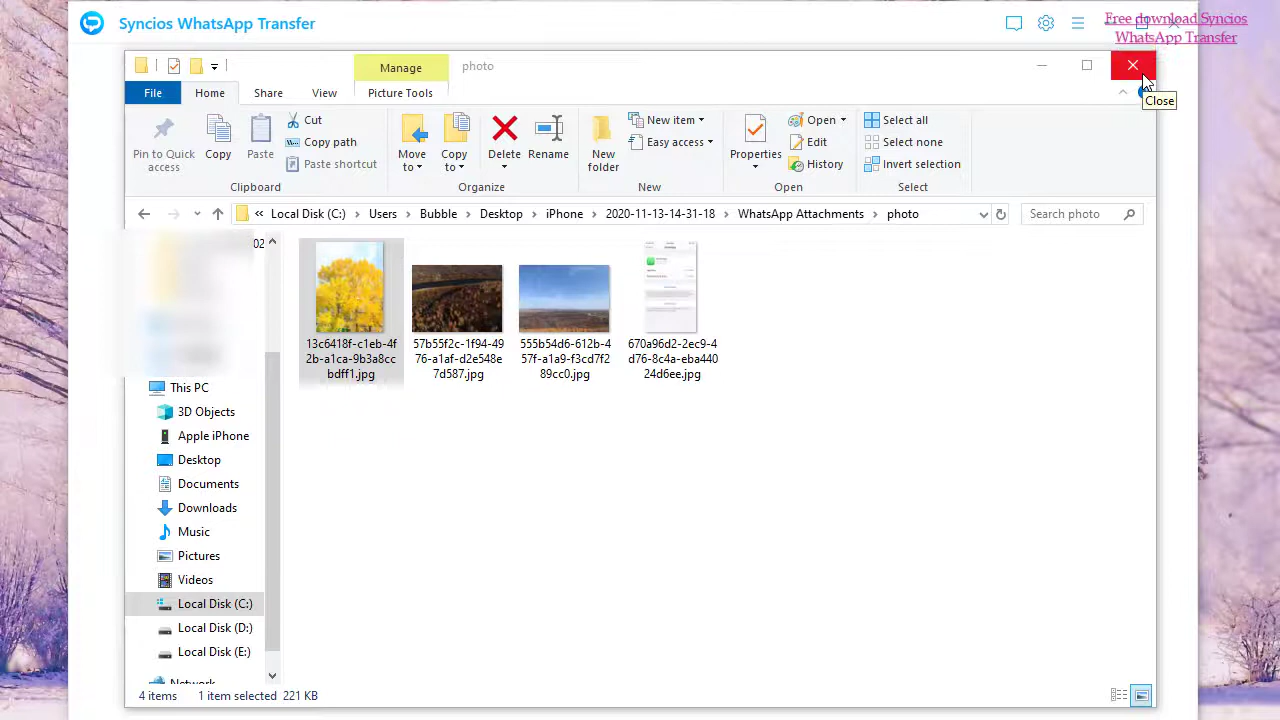 Syncios WhatsApp Transfer
Free download Syncios
WhatsApp Transfer
Manage
photo
File
Home
Share
View
Picture Tools
Close
Pin to Quick
access
Copy
Paste
Cut
Copy path
Paste shortcut
Move
to
Copy
to
Delete
Rename
New
folder
New item
Easy access
Properties
Open
Edit
History
Select all
Select none
Invert selection
Clipboard
Organize
New
Open
Select
« Local Disk (C:) > Users > Bubble > Desktop > iPhone > 2020-11-13-14-31-18 > WhatsApp Attachments > photo
Search photo
02
13c6418f-c1eb-4f
2b-a1ca-9b3a8cc
bdff1.jpg
57b55f2c-1f94-49
76-a1af-d2e548e
7d587.jpg
555b54d6-612b-4
57f-a1a9-f3cd7f2
89cc0.jpg
670a96d2-2ec9-4
d76-8c4a-eba440
24d6ee.jpg
This PC
3D Objects
Apple iPhone
Desktop
Documents
Downloads
Music
Pictures
Videos
Local Disk (C:)
Local Disk (D:)
Local Disk (E:)
Network
4 items
1 item selected 221 KB